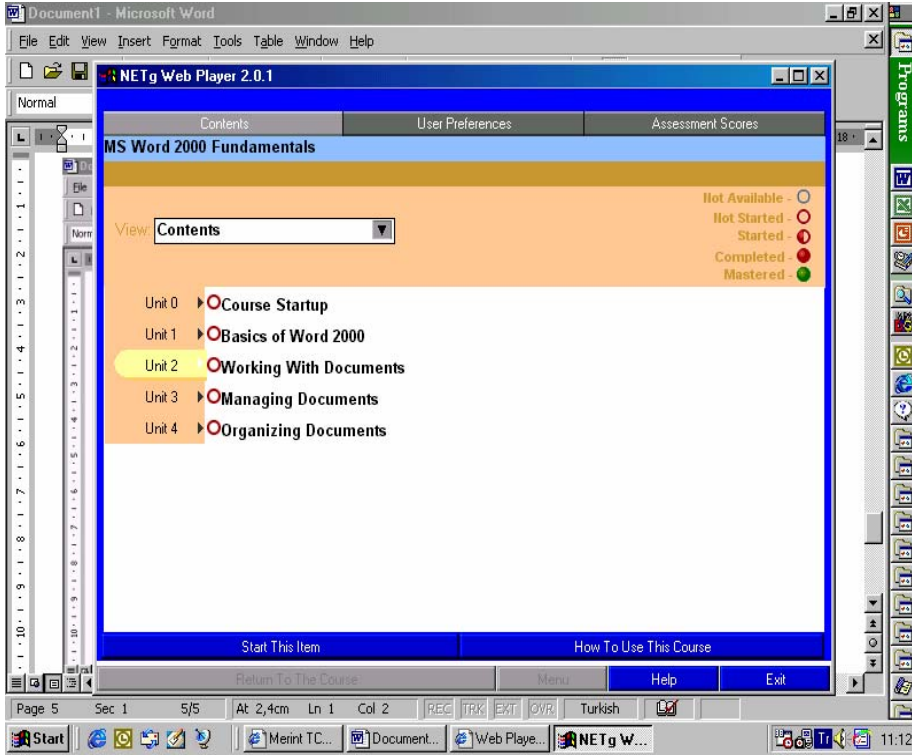 Document1 - Microsoft Word
File Edit View Insert Format Tools Table Window Help
NETg Web Player 2.0.1
Normal
Contents User Preferences Assessment Scores
MS Word 2000 Fundamentals
Not Available -
Not Started -
Started -
Completed -
Mastered -
View: Contents
Unit 0 Course Startup
Unit 1 Basics of Word 2000
Unit 2 Working With Documents
Unit 3 Managing Documents
Unit 4 Organizing Documents
Start This Item How To Use This Course
Return To The Course Menu Help Exit
Page 5 Sec 1 5/5 At 2,4cm Ln 1 Col 2 REC TRK EXT OVR Turkish
Start Merint TC... Document... Web Playe... NETg W... Tr 11:12
Programs
File
Norm
18